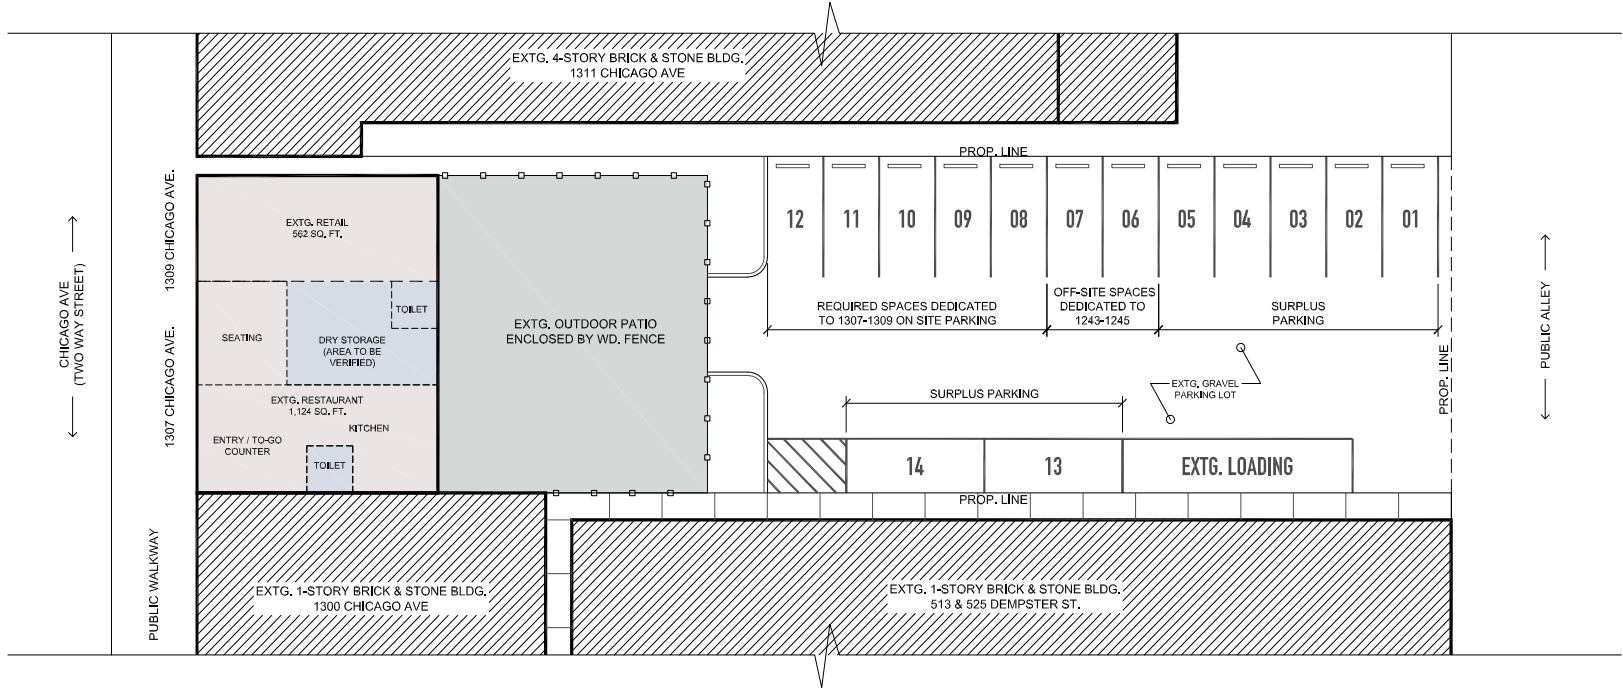 EXTG. 4-STORY BRICK & STONE BLDG.
1311 CHICAGO AVE
PROP. LINE
CHICAGO AVE
(TWO WAY STREET)
1309 CHICAGO AVE.
1307 CHICAGO AVE.
PUBLIC WALKWAY
EXTG. RETAIL
562 SQ. FT.
TOILET
SEATING
DRY STORAGE
(AREA TO BE
VERIFIED)
EXTG. RESTAURANT
1,124 SQ. FT.
KITCHEN
ENTRY / TO-GO
COUNTER
TOILET
EXTG. OUTDOOR PATIO
ENCLOSED BY WD. FENCE
12
11
10
09
08
07
06
05
04
03
02
01
REQUIRED SPACES DEDICATED
TO 1307-1309 ON SITE PARKING
OFF-SITE SPACES
DEDICATED TO
1243-1245
SURPLUS
PARKING
SURPLUS PARKING
EXTG. GRAVEL
PARKING LOT
14
13
EXTG. LOADING
PROP. LINE
PROP. LINE
PUBLIC ALLEY
EXTG. 1-STORY BRICK & STONE BLDG.
1300 CHICAGO AVE
EXTG. 1-STORY BRICK & STONE BLDG.
513 & 525 DEMPSTER ST.